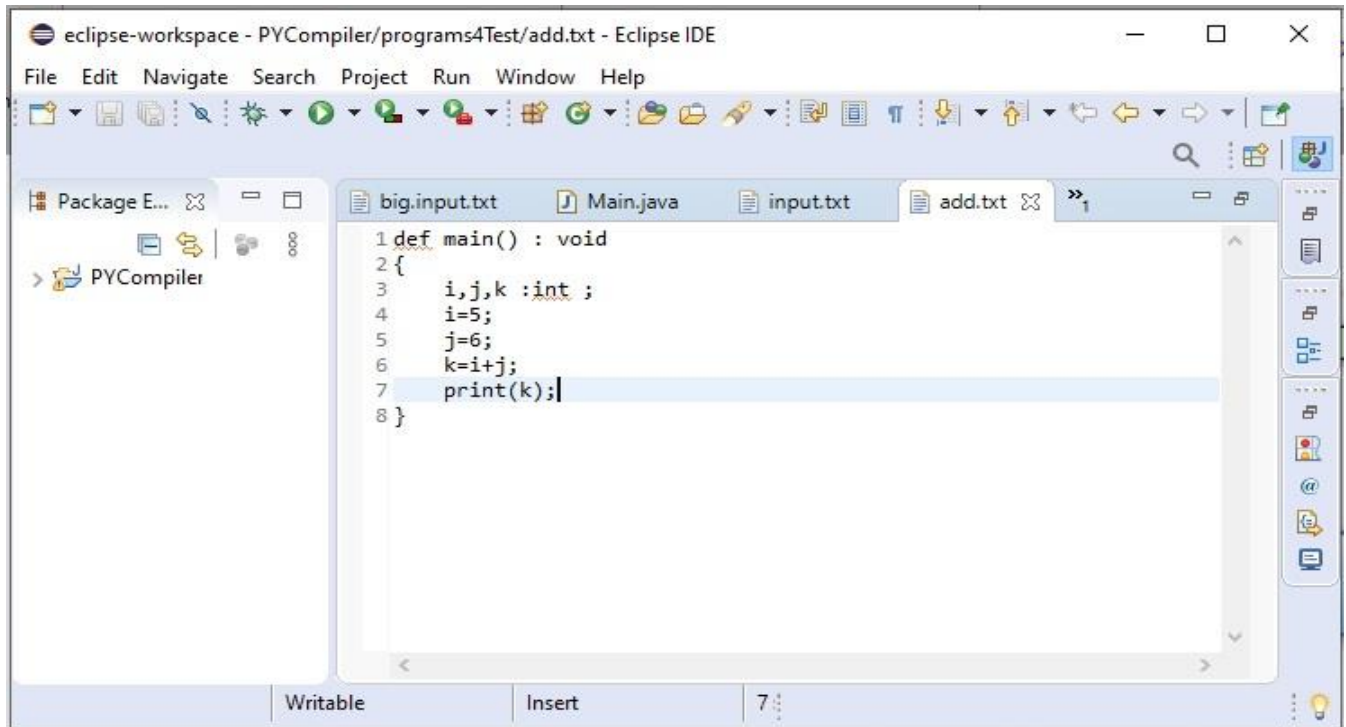 eclipse-workspace - PYCompiler/programs4Test/add.txt - Eclipse IDE
File Edit Navigate Search Project Run Window Help
Package E...
big.input.txt Main.java input.txt add.txt »1
PYCompiler
1 def main() : void
2 {
3 i,j,k :int ;
4 i=5;
5 j=6;
6 k=i+j;
7 print(k);
8 }
Writable Insert 7